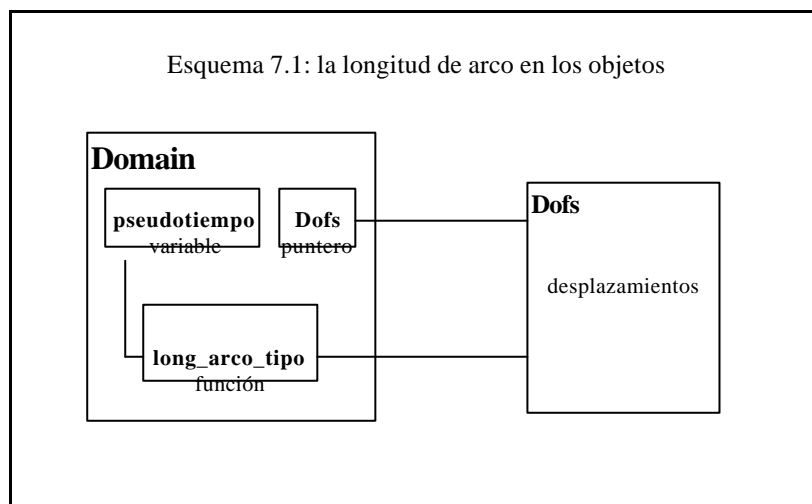 Esquema 7.1: la longitud de arco en los objetos
Domain
pseudotiempo
variable
Dofs
puntero
Dofs
desplazamientos
long_arco_tipo
función